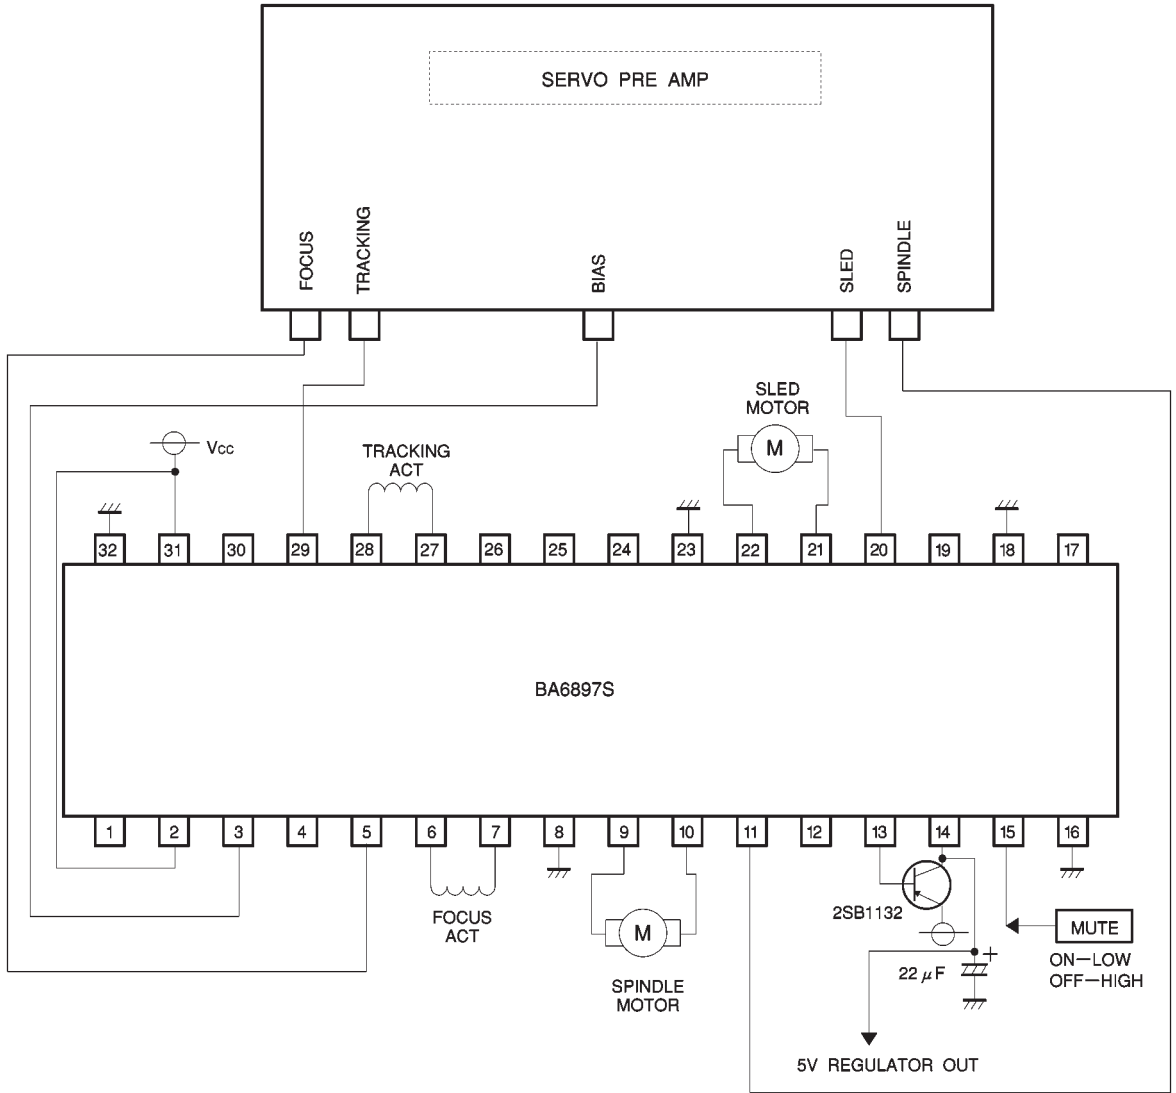 SERVO PRE AMP
FOCUS
TRACKING
BIAS
SLED
SPINDLE
SLED
MOTOR
M
Vcc
TRACKING
ACT
32 31 30 29 28 27 26 25 24 23 22 21 20 19 18 17
BA6897S
1 2 3 4 5 6 7 8 9 10 11 12 13 14 15 16
FOCUS
ACT
M
SPINDLE
MOTOR
2SB1132
+
22 μF
MUTE
ON–LOW
OFF–HIGH
5V REGULATOR OUT